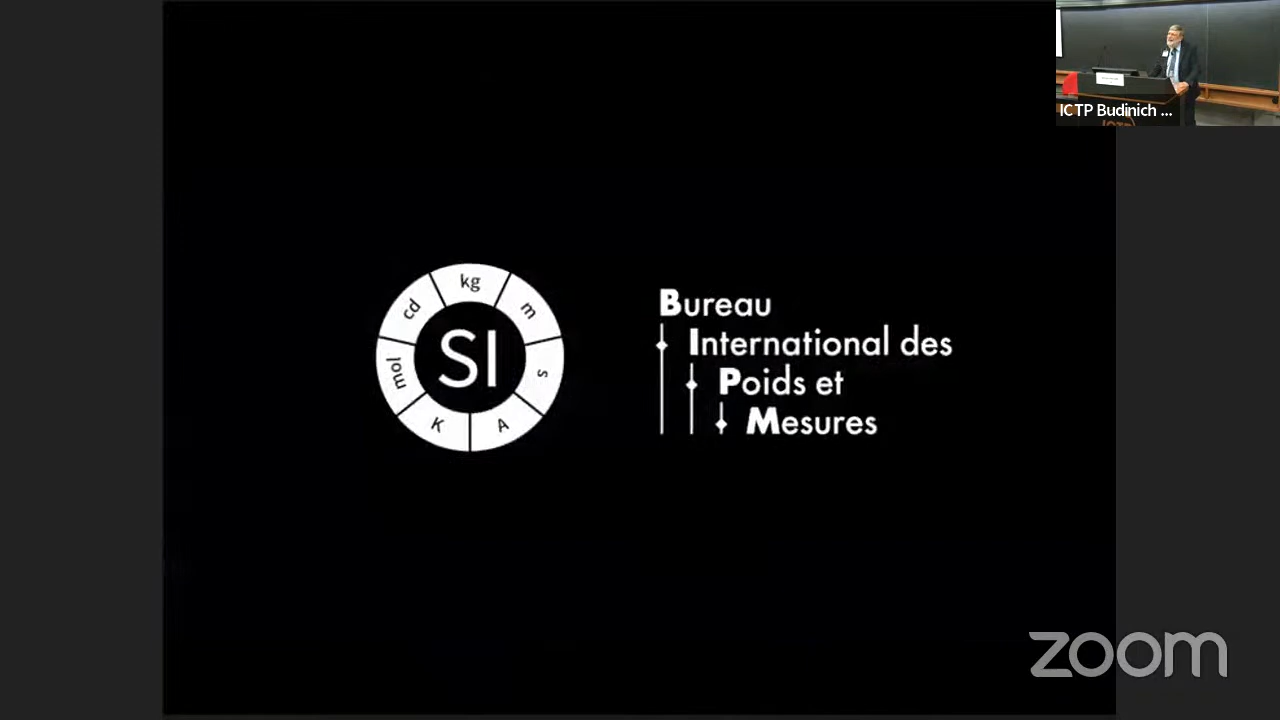 ICTP Budinich ...
kg
m
s
A
K
mol
cd
SI
Bureau
International des
Poids et
Mesures
zoom